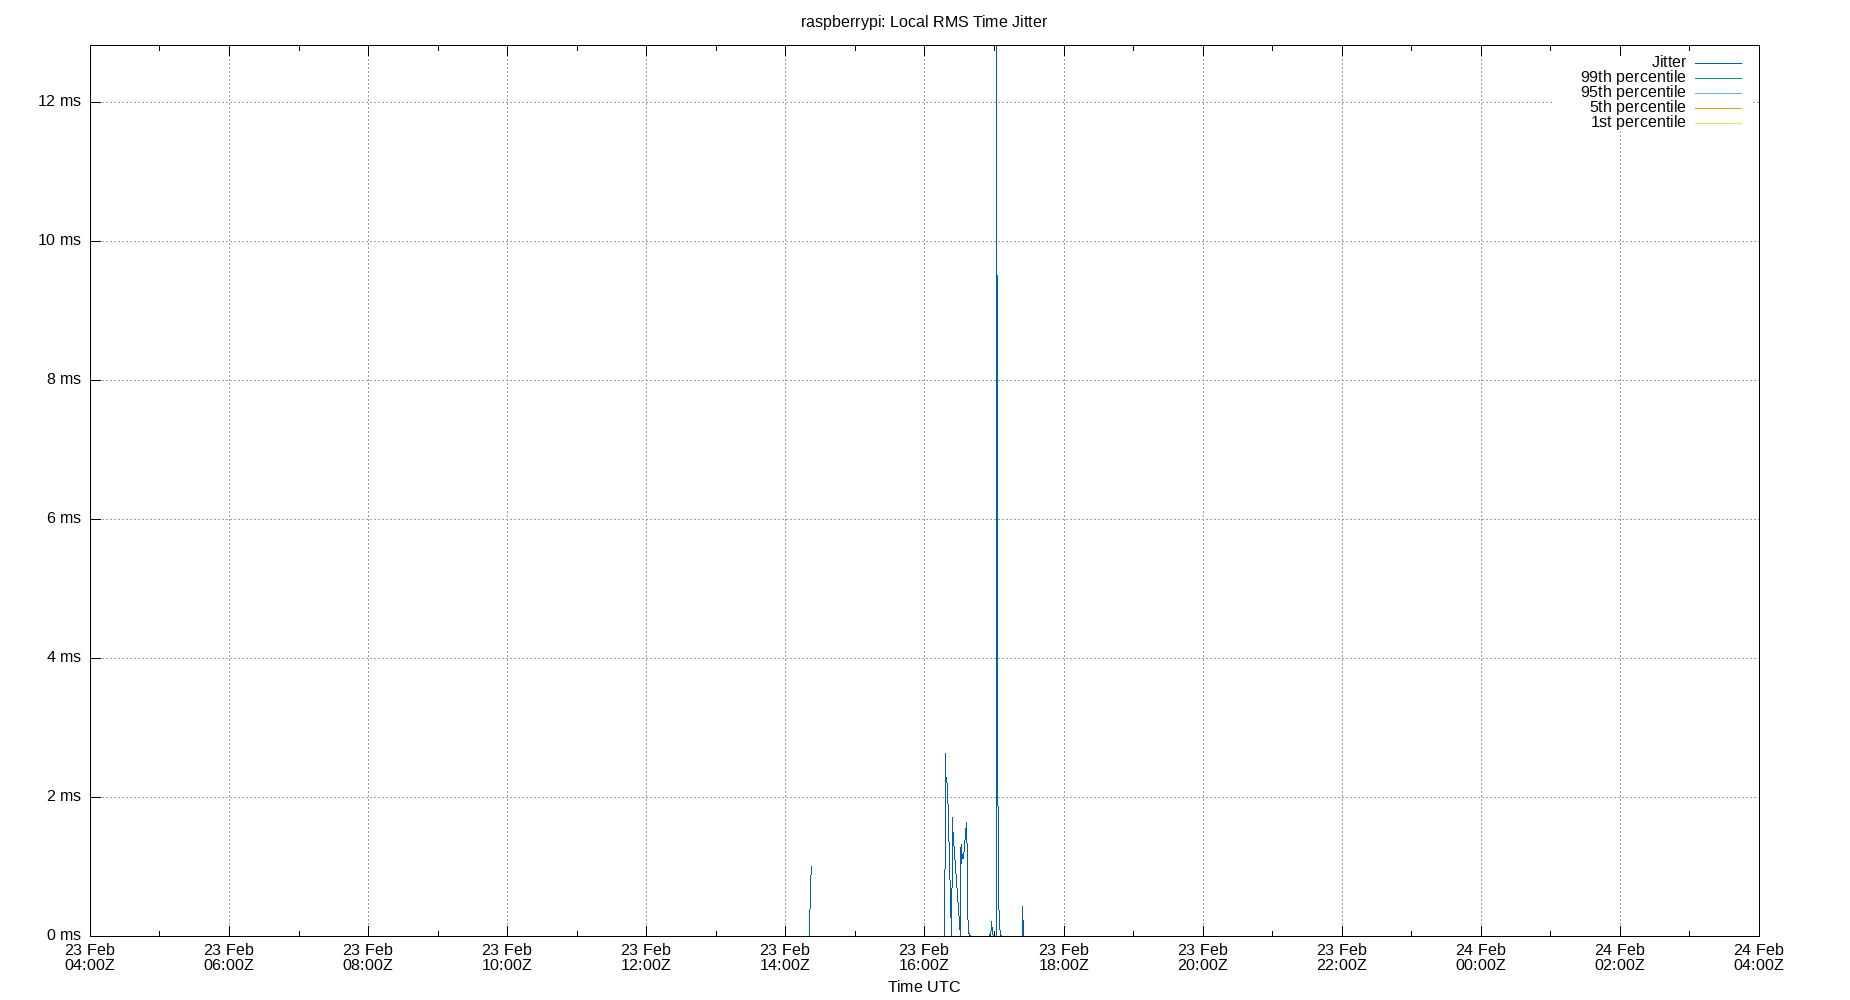 raspberrypi: Local RMS Time Jitter
Jitter
99th percentile
95th percentile
5th percentile
1st percentile
12 ms
10 ms
8 ms
6 ms
4 ms
2 ms
0 ms
23 Feb 23 Feb 23 Feb 23 Feb 23 Feb 23 Feb 23 Feb 23 Feb 23 Feb 23 Feb 24 Feb 24 Feb 24 Feb
04:00Z 06:00Z 08:00Z 10:00Z 12:00Z 14:00Z 16:00Z 18:00Z 20:00Z 22:00Z 00:00Z 02:00Z 04:00Z
Time UTC